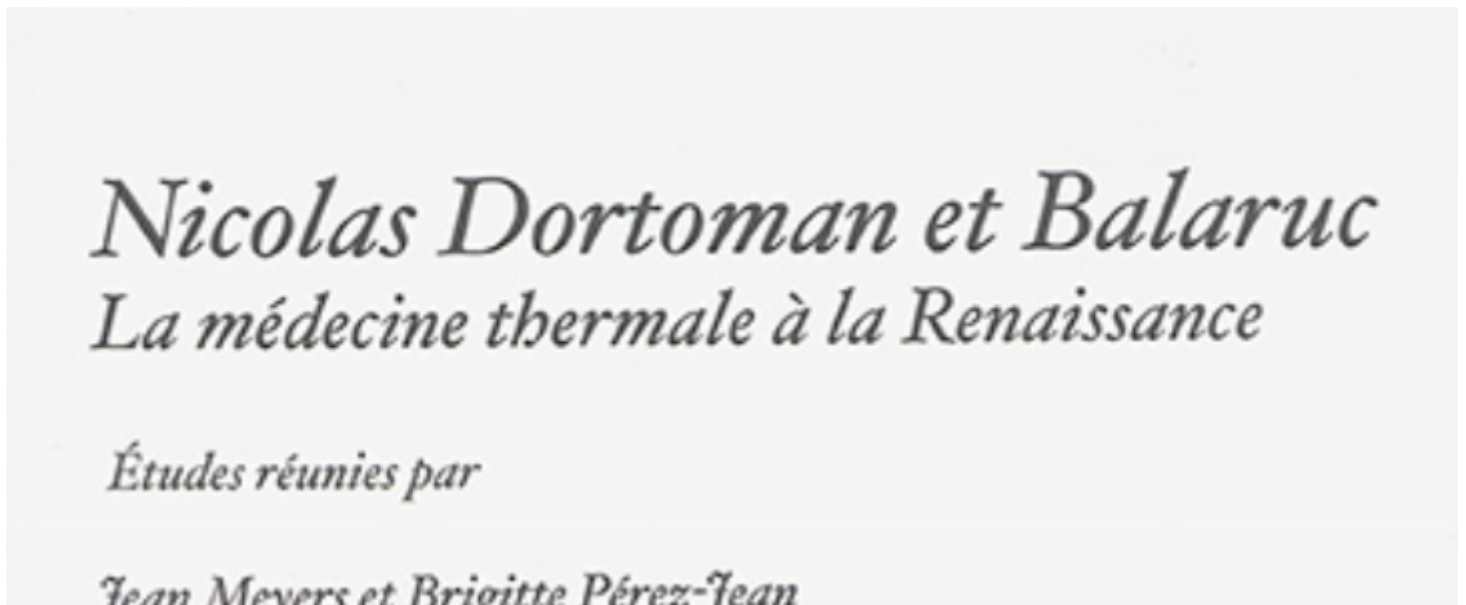 Nicolas Dortoman et Balaruc
La médecine thermale à la Renaissance
Études réunies par
Jean Meyers et Brigitte Pérez-Jean